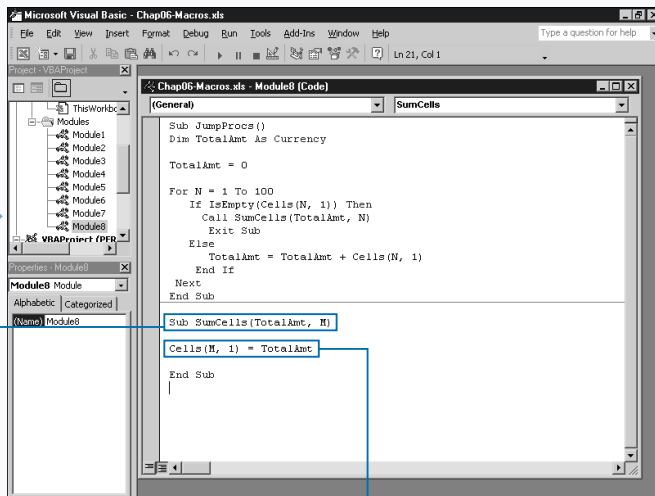 Microsoft Visual Basic - Chap06-Macros.xls
File Edit View Insert Format Debug Run Tools Add-Ins Window Help
Type a question for help
Ln 21, Col 1
Project - VBAProject
ThisWorkbc
Modules
Module1
Module2
Module3
Module4
Module5
Module6
Module7
Module8
VBAProject (PER
Properties - Module8
Module8 Module
Alphabetic Categorized
(Name) Module8
Chap06-Macros.xls - Module8 (Code)
(General) SumCells
Sub JumpProcs()
Dim TotalAmt As Currency
TotalAmt = 0
For N = 1 To 100
If IsEmpty(Cells(N, 1)) Then
Call SumCells(TotalAmt, N)
Exit Sub
Else
TotalAmt = TotalAmt + Cells(N, 1)
End If
Next
End Sub
Sub SumCells(TotalAmt, M)
Cells(M, 1) = TotalAmt
End Sub